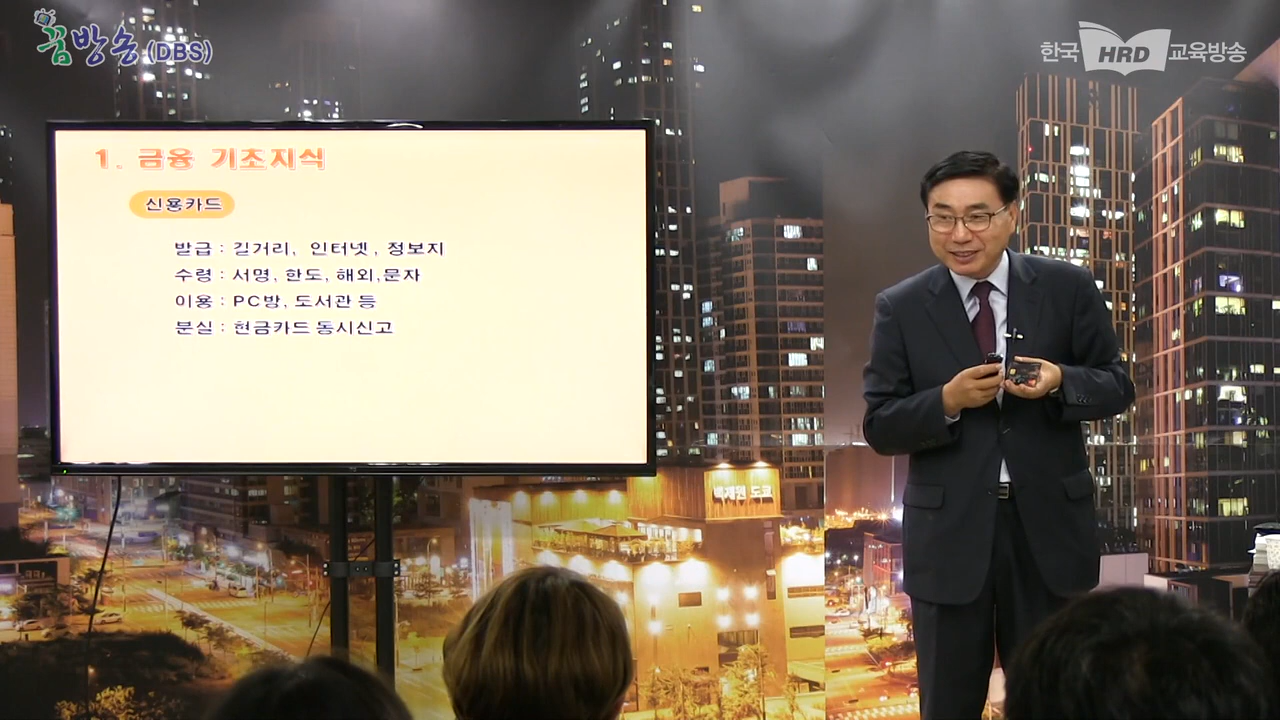 꿈방송(DBS)
한국 HRD 교육방송
1. 금융 기초지식
신용카드
발급 : 길거리, 인터넷, 정보지
수령 : 서명, 한도, 해외,문자
이용 : PC방, 도서관 등
분실 : 현금카드 동시신고
백제원 도쿄